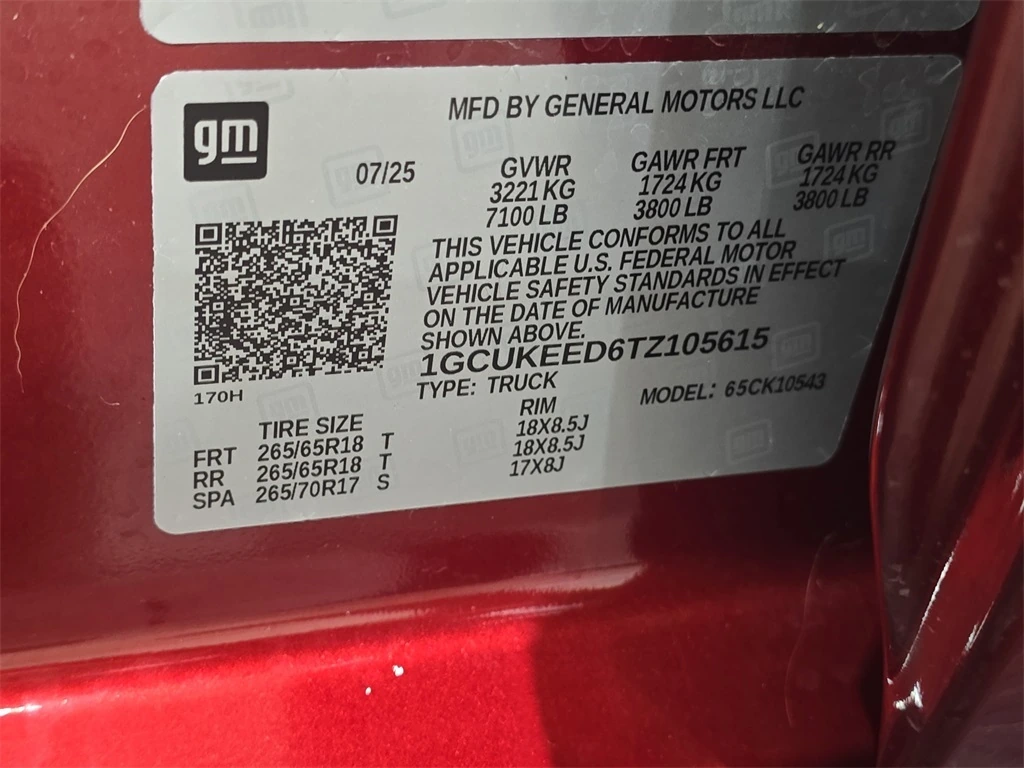 gm
MFD BY GENERAL MOTORS LLC
07/25
GVWR
3221 KG
7100 LB
GAWR FRT
1724 KG
3800 LB
GAWR RR
1724 KG
3800 LB
THIS VEHICLE CONFORMS TO ALL
APPLICABLE U.S. FEDERAL MOTOR
VEHICLE SAFETY STANDARDS IN EFFECT
ON THE DATE OF MANUFACTURE
SHOWN ABOVE.
1GCUKEED6TZ105615
TYPE: TRUCK MODEL: 65CK10543
170H
TIRE SIZE RIM
FRT 265/65R18 T 18X8.5J
RR 265/65R18 T 18X8.5J
SPA 265/70R17 S 17X8J